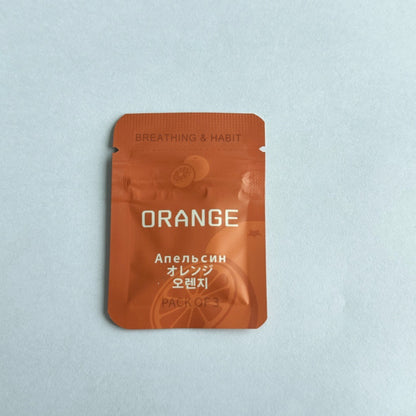 BREATHING & HABIT
ORANGE
Апельсин
オレンジ
오렌지
PACK OF 3